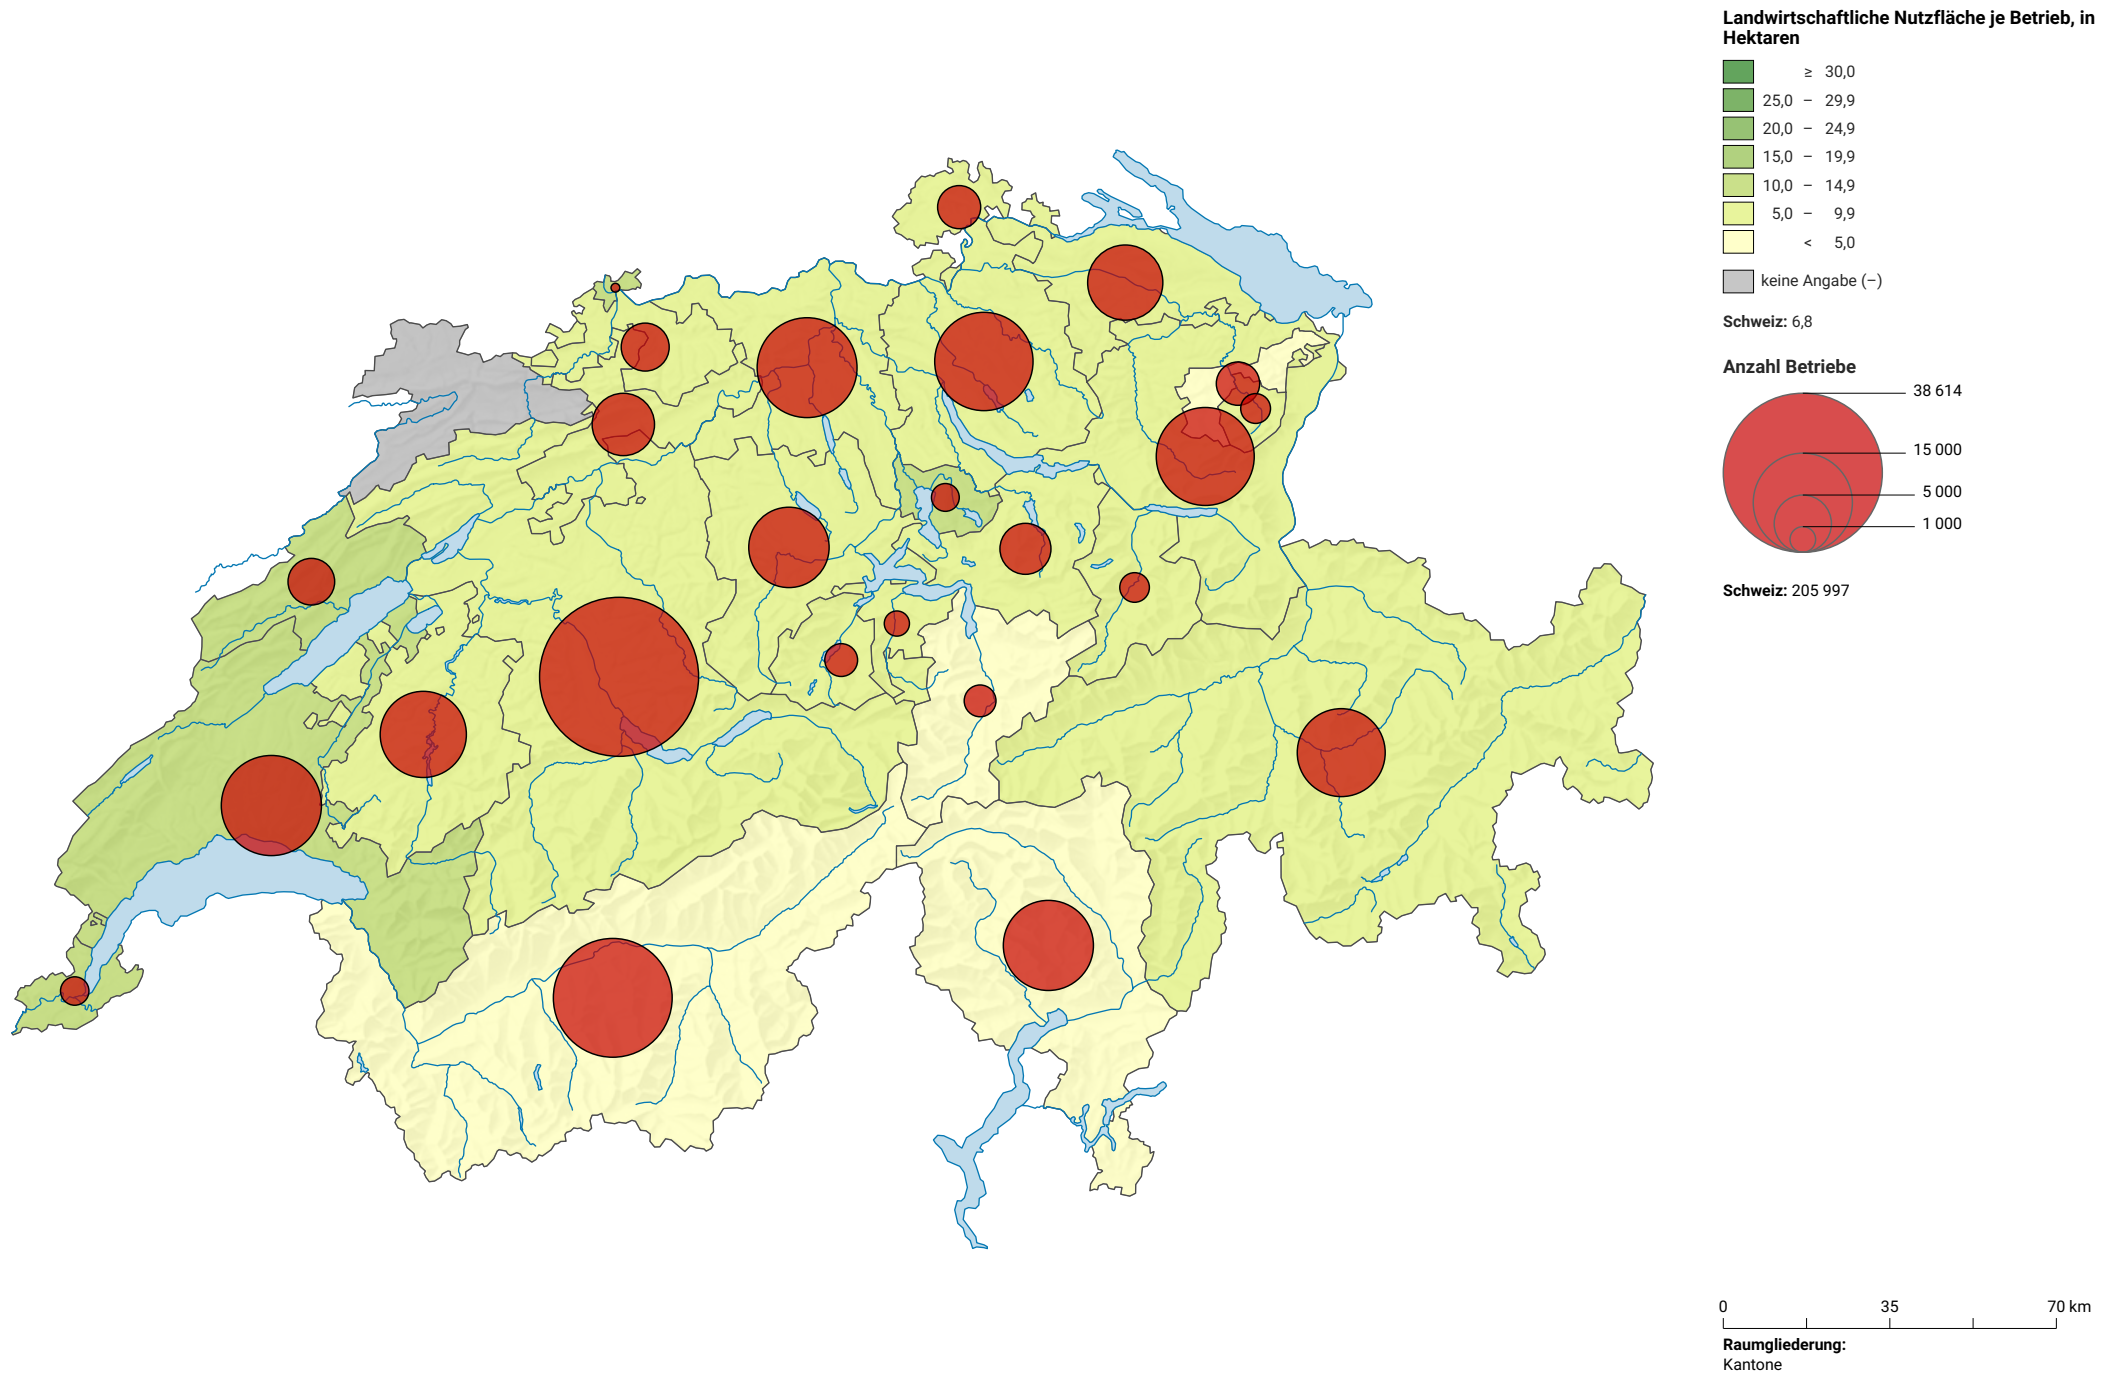 Landwirtschaftliche Nutzfläche je Betrieb, in
Hektaren
≥ 30,0
25,0 – 29,9
20,0 – 24,9
15,0 – 19,9
10,0 – 14,9
5,0 – 9,9
< 5,0
keine Angabe (–)
Schweiz: 6,8
Anzahl Betriebe
38 614
15 000
5 000
1 000
Schweiz: 205 997
0 35 70 km
Raumgliederung:
Kantone